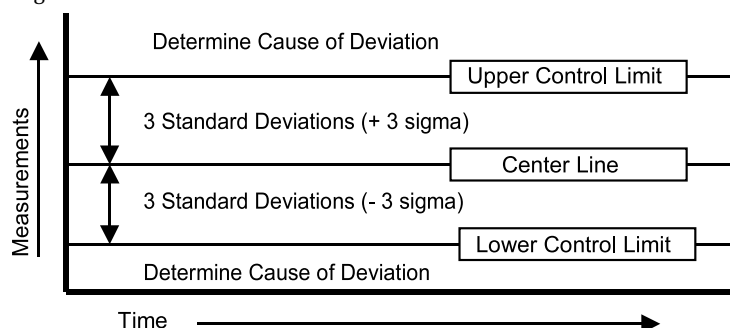 Determine Cause of Deviation
Upper Control Limit
3 Standard Deviations (+ 3 sigma)
Measurements
Center Line
3 Standard Deviations (- 3 sigma)
Lower Control Limit
Determine Cause of Deviation
Time